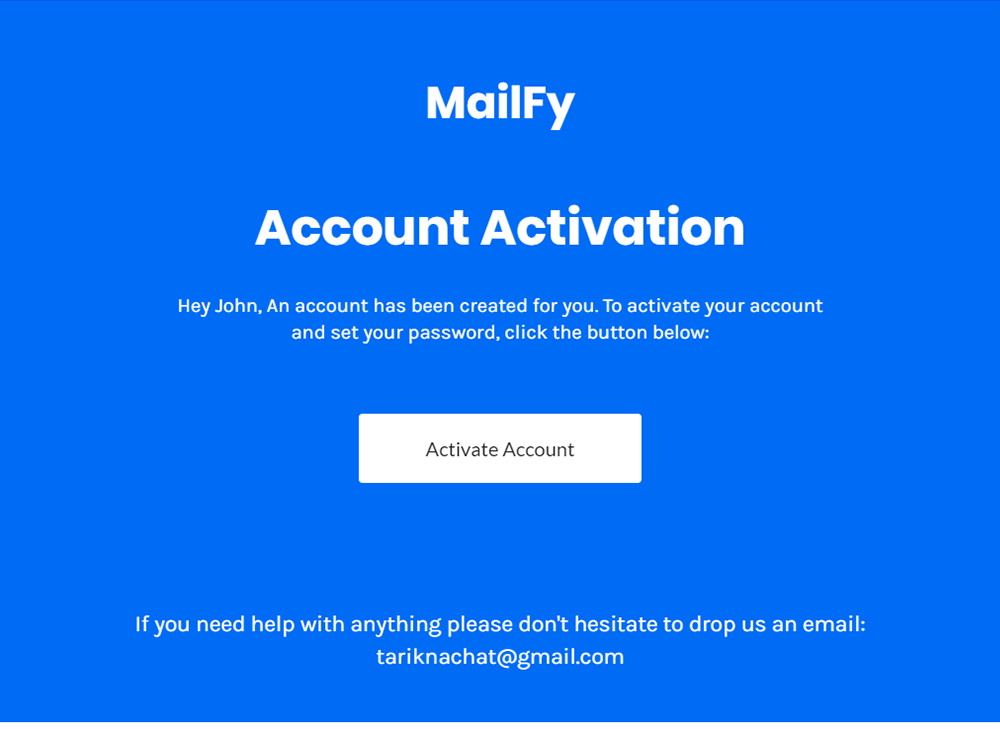 MailFy
Account Activation
Hey John, An account has been created for you. To activate your account
and set your password, click the button below:
Activate Account
If you need help with anything please don't hesitate to drop us an email:
tariknachat@gmail.com